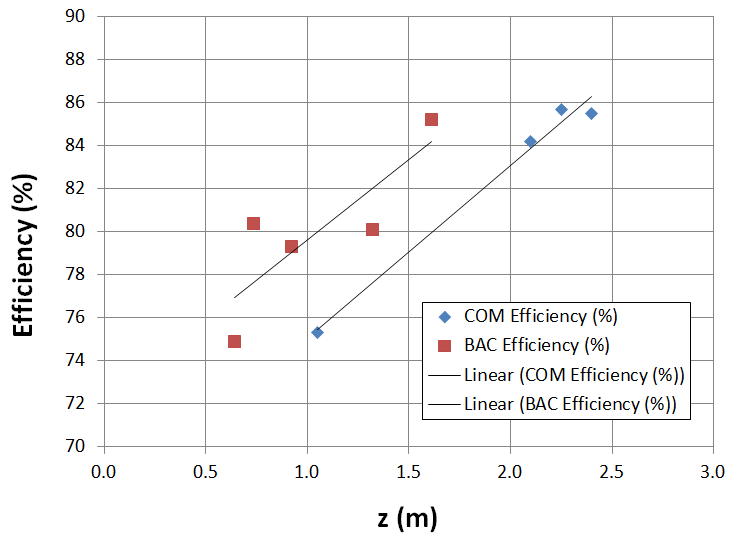 90
88
86
84
82
80
78
76
74
72
70
Efficiency (%)
COM Efficiency (%)
BAC Efficiency (%)
Linear (COM Efficiency (%))
Linear (BAC Efficiency (%))
0.0 0.5 1.0 1.5 2.0 2.5 3.0
z (m)